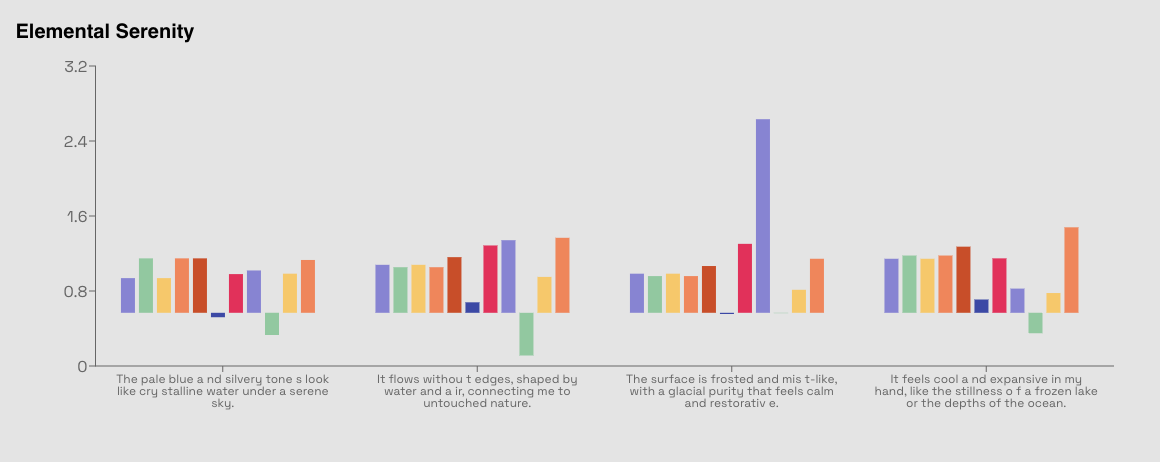 Elemental Serenity
3.2
2.4
1.6
0.8
0
The pale blue a nd silvery tone s look
like cry stalline water under a serene
sky.
It flows withou t edges, shaped by
water and a ir, connecting me to
untouched nature.
The surface is frosted and mis t-like,
with a glacial purity that feels calm
and restorativ e.
It feels cool a nd expansive in my
hand, like the stillness o f a frozen lake
or the depths of the ocean.